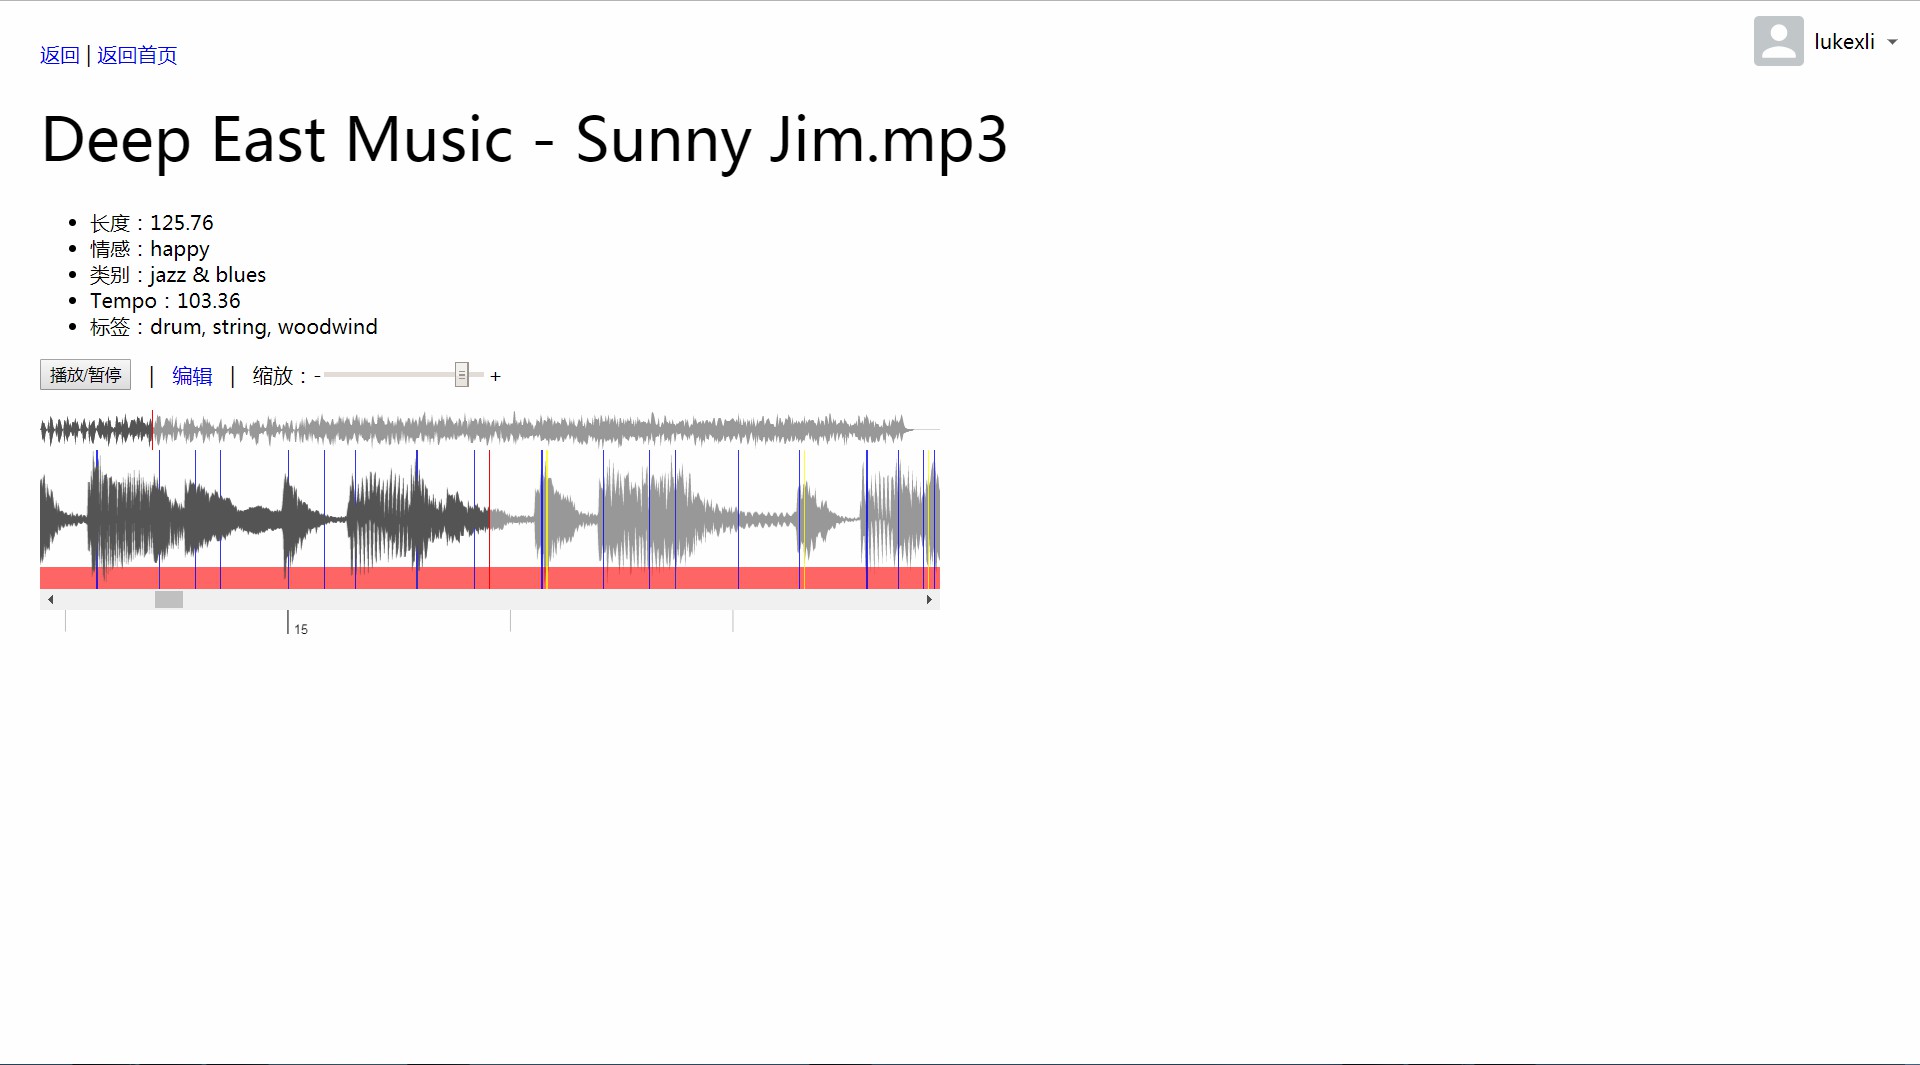 返回 | 返回首页
lukexli
Deep East Music - Sunny Jim.mp3
长度：125.76
情感：happy
类别：jazz & blues
Tempo：103.36
标签：drum, string, woodwind
播放/暂停 | 编辑 | 缩放：- +
15